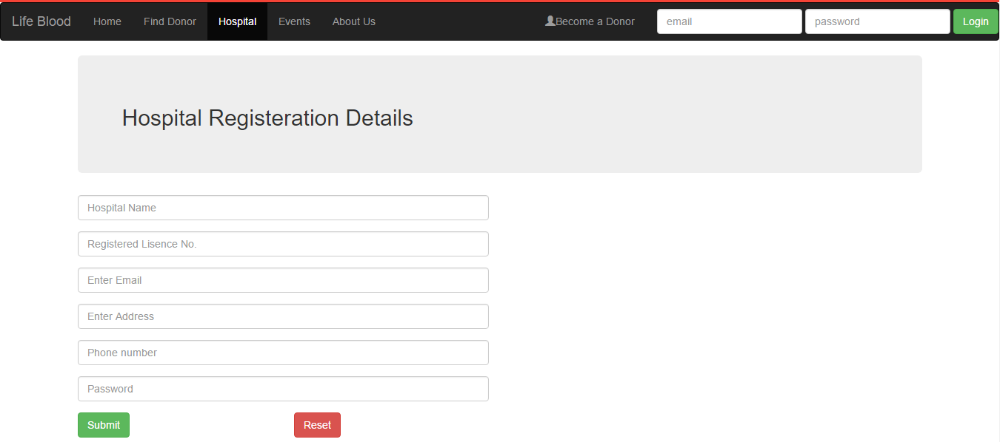 Life Blood Home Find Donor Hospital Events About Us Become a Donor email password Login
Hospital Registeration Details
Hospital Name
Registered Lisence No.
Enter Email
Enter Address
Phone number
Password
Submit Reset